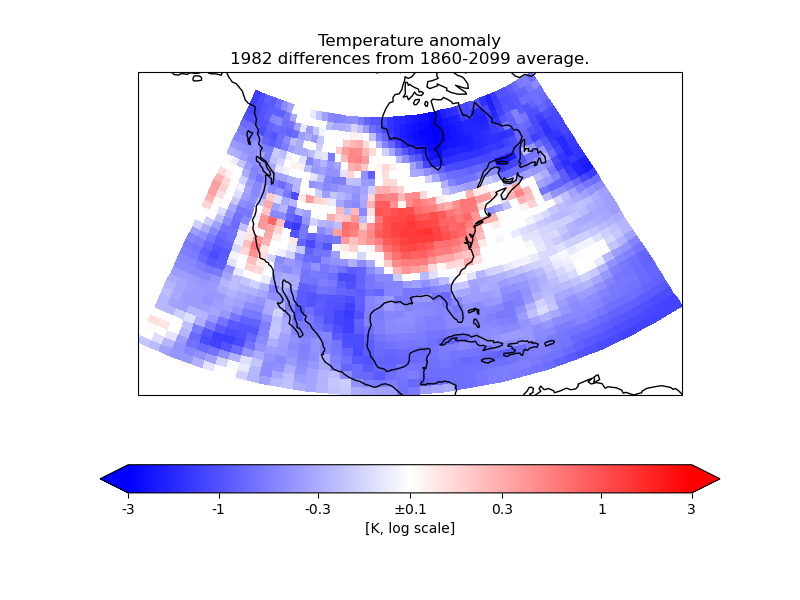 Temperature anomaly
1982 differences from 1860-2099 average.
-3 -1 -0.3 ±0.1 0.3 1 3
[K, log scale]